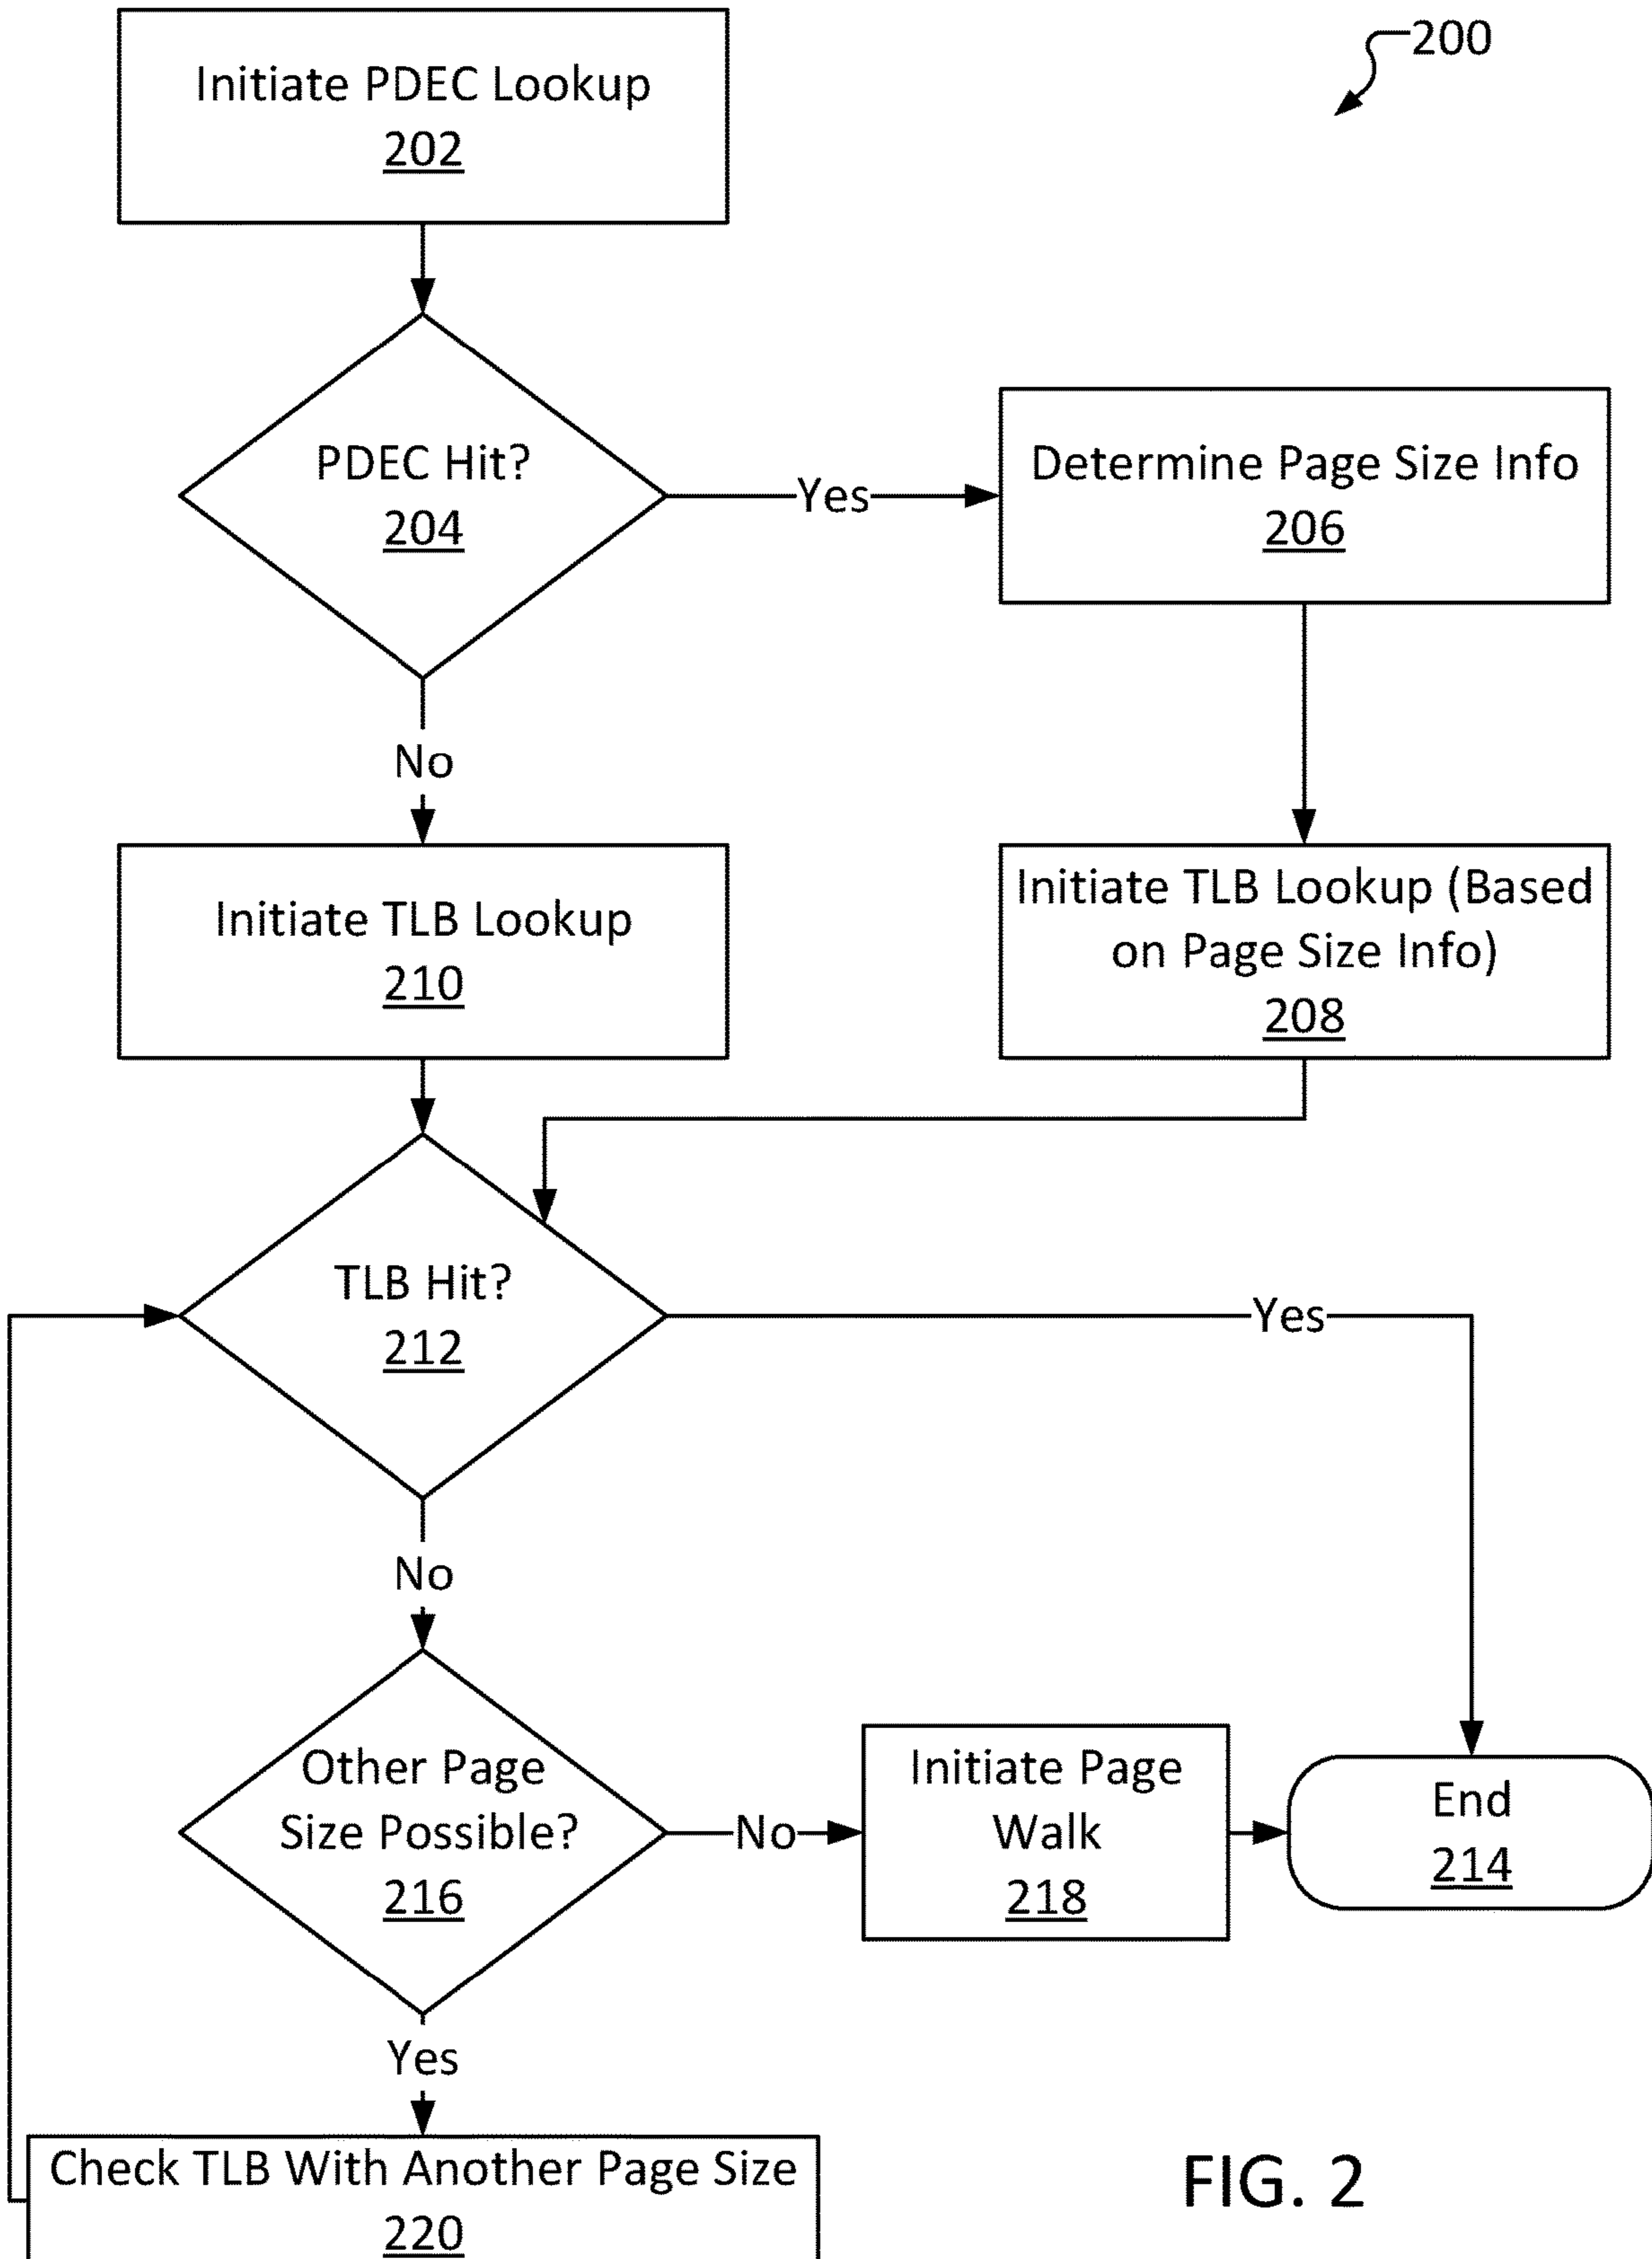 200
Initiate PDEC Lookup
202
PDEC Hit?
204
Yes
Determine Page Size Info
206
No
Initiate TLB Lookup
210
Initiate TLB Lookup (Based
on Page Size Info)
208
TLB Hit?
212
Yes
No
Other Page
Size Possible?
216
No
Initiate Page
Walk
218
End
214
Yes
Check TLB With Another Page Size
220
FIG. 2